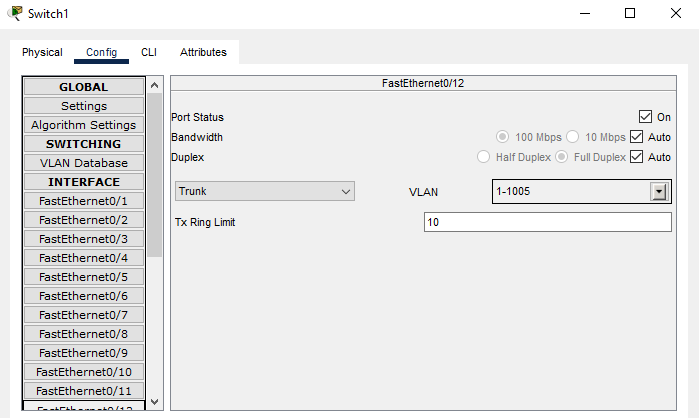 Switch1
Physical Config CLI Attributes
GLOBAL
Settings
Algorithm Settings
SWITCHING
VLAN Database
INTERFACE
FastEthernet0/1
FastEthernet0/2
FastEthernet0/3
FastEthernet0/4
FastEthernet0/5
FastEthernet0/6
FastEthernet0/7
FastEthernet0/8
FastEthernet0/9
FastEthernet0/10
FastEthernet0/11
FastEthernet0/12
FastEthernet0/12
Port Status On
Bandwidth 100 Mbps 10 Mbps Auto
Duplex Half Duplex Full Duplex Auto
Trunk VLAN 1-1005
Tx Ring Limit 10